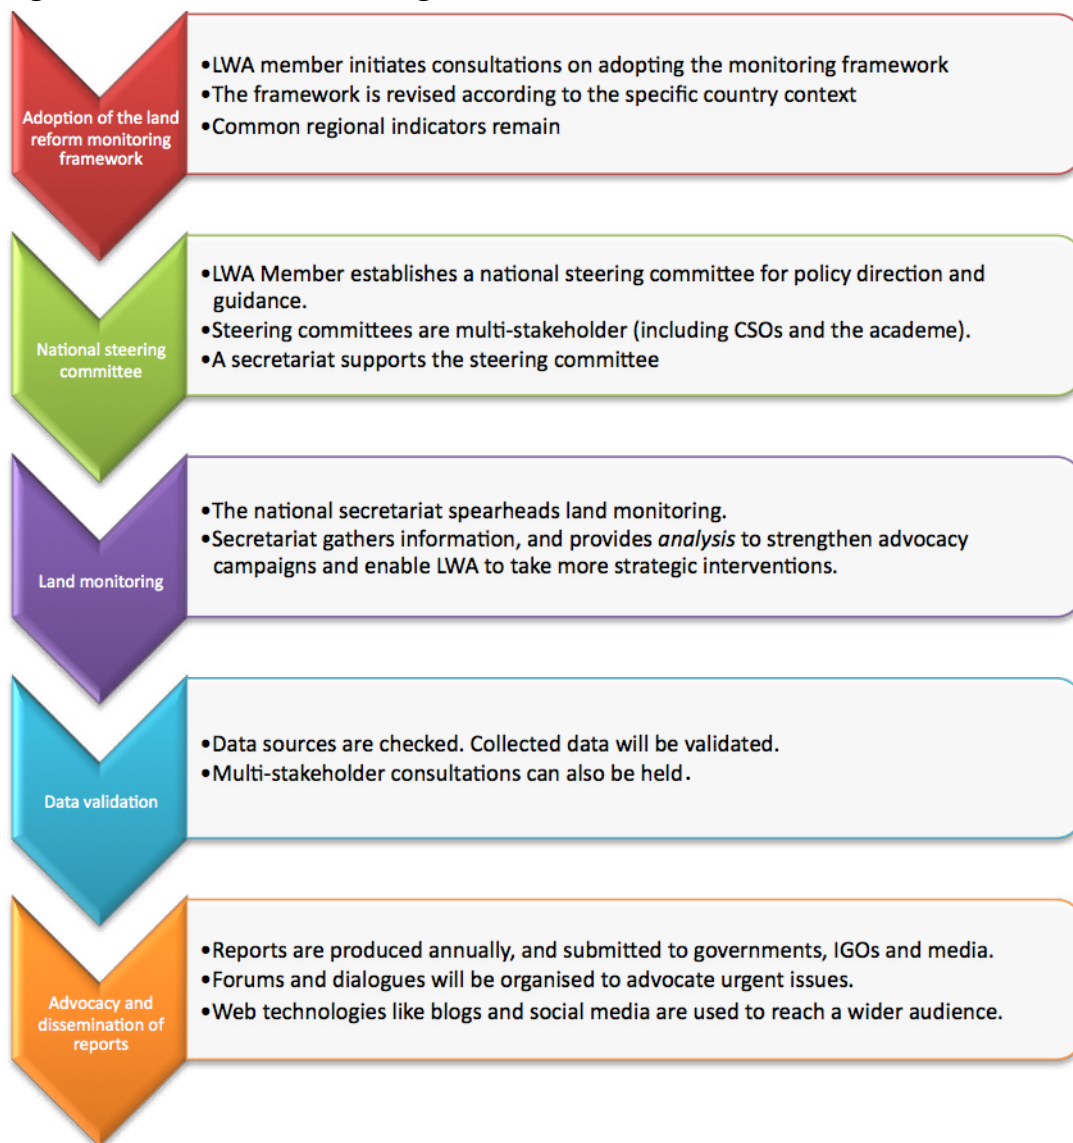 Adoption of the land
reform monitoring
framework
•LWA member initiates consultations on adopting the monitoring framework
•The framework is revised according to the specific country context
•Common regional indicators remain
National steering
committee
•LWA Member establishes a national steering committee for policy direction and
guidance.
•Steering committees are multi-stakeholder (including CSOs and the academe).
•A secretariat supports the steering committee
Land monitoring
•The national secretariat spearheads land monitoring.
•Secretariat gathers information, and provides analysis to strengthen advocacy
campaigns and enable LWA to take more strategic interventions.
Data validation
•Data sources are checked. Collected data will be validated.
•Multi-stakeholder consultations can also be held.
Advocacy and
dissemination of
reports
•Reports are produced annually, and submitted to governments, IGOs and media.
•Forums and dialogues will be organised to advocate urgent issues.
•Web technologies like blogs and social media are used to reach a wider audience.